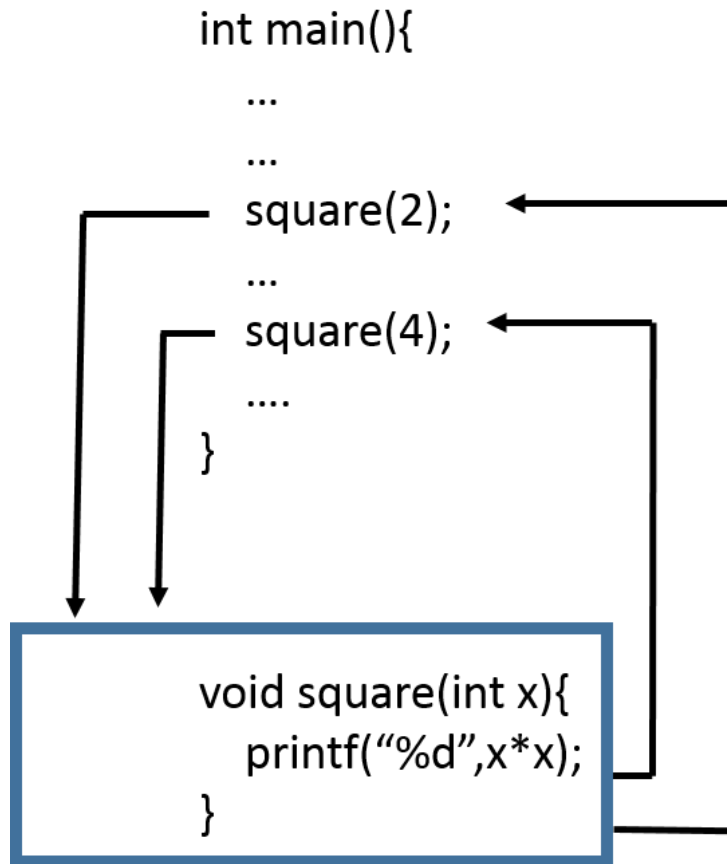 int main(){
...
...
square(2);
...
square(4);
....
}
void square(int x){
printf(“%d”,x*x);
}